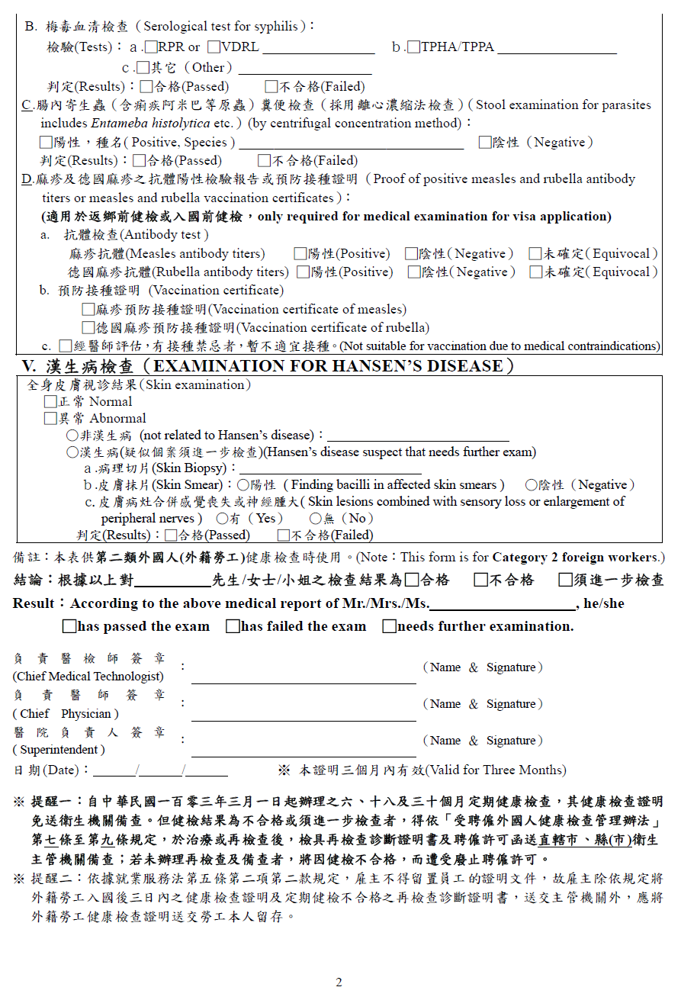 B. 梅毒血清檢查（Serological test for syphilis）：
檢驗(Tests)：ａ.□RPR or □VDRL ________________ ｂ.□TPHA/TPPA ________________
ｃ.□其它（Other）________________
判定(Results)：□合格(Passed) □不合格(Failed)
C.腸內寄生蟲（含痢疾阿米巴等原蟲）糞便檢查（採用離心濃縮法檢查）（Stool examination for parasites
includes Entameba histolytica etc.）(by centrifugal concentration method)：
□陽性，種名( Positive, Species ) ________________ □陰性（Negative）
判定(Results)：□合格(Passed) □不合格(Failed)
D.麻疹及德國麻疹之抗體陽性檢驗報告或預防接種證明（Proof of positive measles and rubella antibody
titers or measles and rubella vaccination certificates）：
(適用於返鄉前健檢或入國前健檢，only required for medical examination for visa application)
a. 抗體檢查(Antibody test )
麻疹抗體(Measles antibody titers) □陽性(Positive) □陰性（Negative） □未確定（Equivocal）
德國麻疹抗體(Rubella antibody titers) □陽性(Positive) □陰性（Negative） □未確定（Equivocal）
b. 預防接種證明 (Vaccination certificate)
□麻疹預防接種證明(Vaccination certificate of measles)
□德國麻疹預防接種證明(Vaccination certificate of rubella)
c. □經醫師評估，有接種禁忌者，暫不適宜接種。(Not suitable for vaccination due to medical contraindications)
V. 漢生病檢查（EXAMINATION FOR HANSEN’S DISEASE）
全身皮膚視診結果（Skin examination）
□正常 Normal
□異常 Abnormal
○非漢生病 (not related to Hansen’s disease)：________________
○漢生病(疑似個案須進一步檢查)(Hansen’s disease suspect that needs further exam)
ａ.病理切片(Skin Biopsy)：________________
ｂ.皮膚抹片(Skin Smear)：○陽性（Finding bacilli in affected skin smears） ○陰性（Negative）
c. 皮膚病灶合併感覺喪失或神經腫大( Skin lesions combined with sensory loss or enlargement of
peripheral nerves ) ○有（Yes） ○無（No）
判定(Results)：□合格(Passed) □不合格(Failed)
備註：本表供第二類外國人(外籍勞工)健康檢查時使用。(Note：This form is for Category 2 foreign workers.)
結論：根據以上對__________先生/女士/小姐之檢查結果為□合格 □不合格 □須進一步檢查
Result：According to the above medical report of Mr./Mrs./Ms.__________________, he/she
□has passed the exam □has failed the exam □needs further examination.
負責醫檢師簽章
(Chief Medical Technologist) ：________________（Name ＆ Signature）
負責醫師簽章
( Chief Physician ) ：________________（Name ＆ Signature）
醫院負責人簽章
( Superintendent ) ：________________（Name ＆ Signature）
日期(Date)：______/______/______ ※ 本證明三個月內有效(Valid for Three Months)
※ 提醒一：自中華民國一百零三年三月一日起辦理之六、十八及三十個月定期健康檢查，其健康檢查證明
免送衛生機關備查。但健檢結果為不合格或須進一步檢查者，得依「受聘僱外國人健康檢查管理辦法」
第七條至第九條規定，於治療或再檢查後，檢具再檢查診斷證明書及聘僱許可函送直轄市、縣(市)衛生
主管機關備查；若未辦理再檢查及備查者，將因健檢不合格，而遭受廢止聘僱許可。
※ 提醒二：依據就業服務法第五條第二項第二款規定，雇主不得留置員工的證明文件，故雇主除依規定將
外籍勞工入國後三日內之健康檢查證明及定期健檢不合格之再檢查診斷證明書，送交主管機關外，應將
外籍勞工健康檢查證明送交勞工本人留存。
2